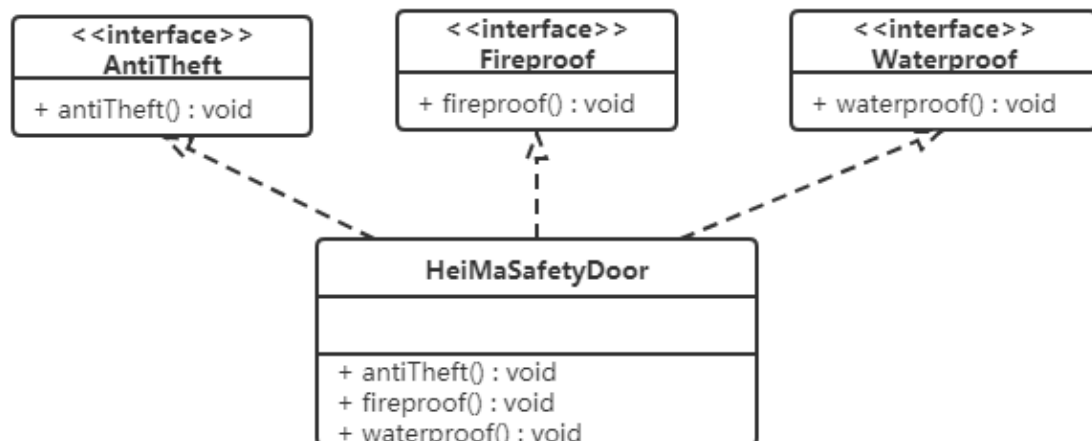 <<interface>>
AntiTheft
+ antiTheft() : void
<<interface>>
Fireproof
+ fireproof() : void
<<interface>>
Waterproof
+ waterproof() : void
HeiMaSafetyDoor
+ antiTheft() : void
+ fireproof() : void
+ waterproof() : void